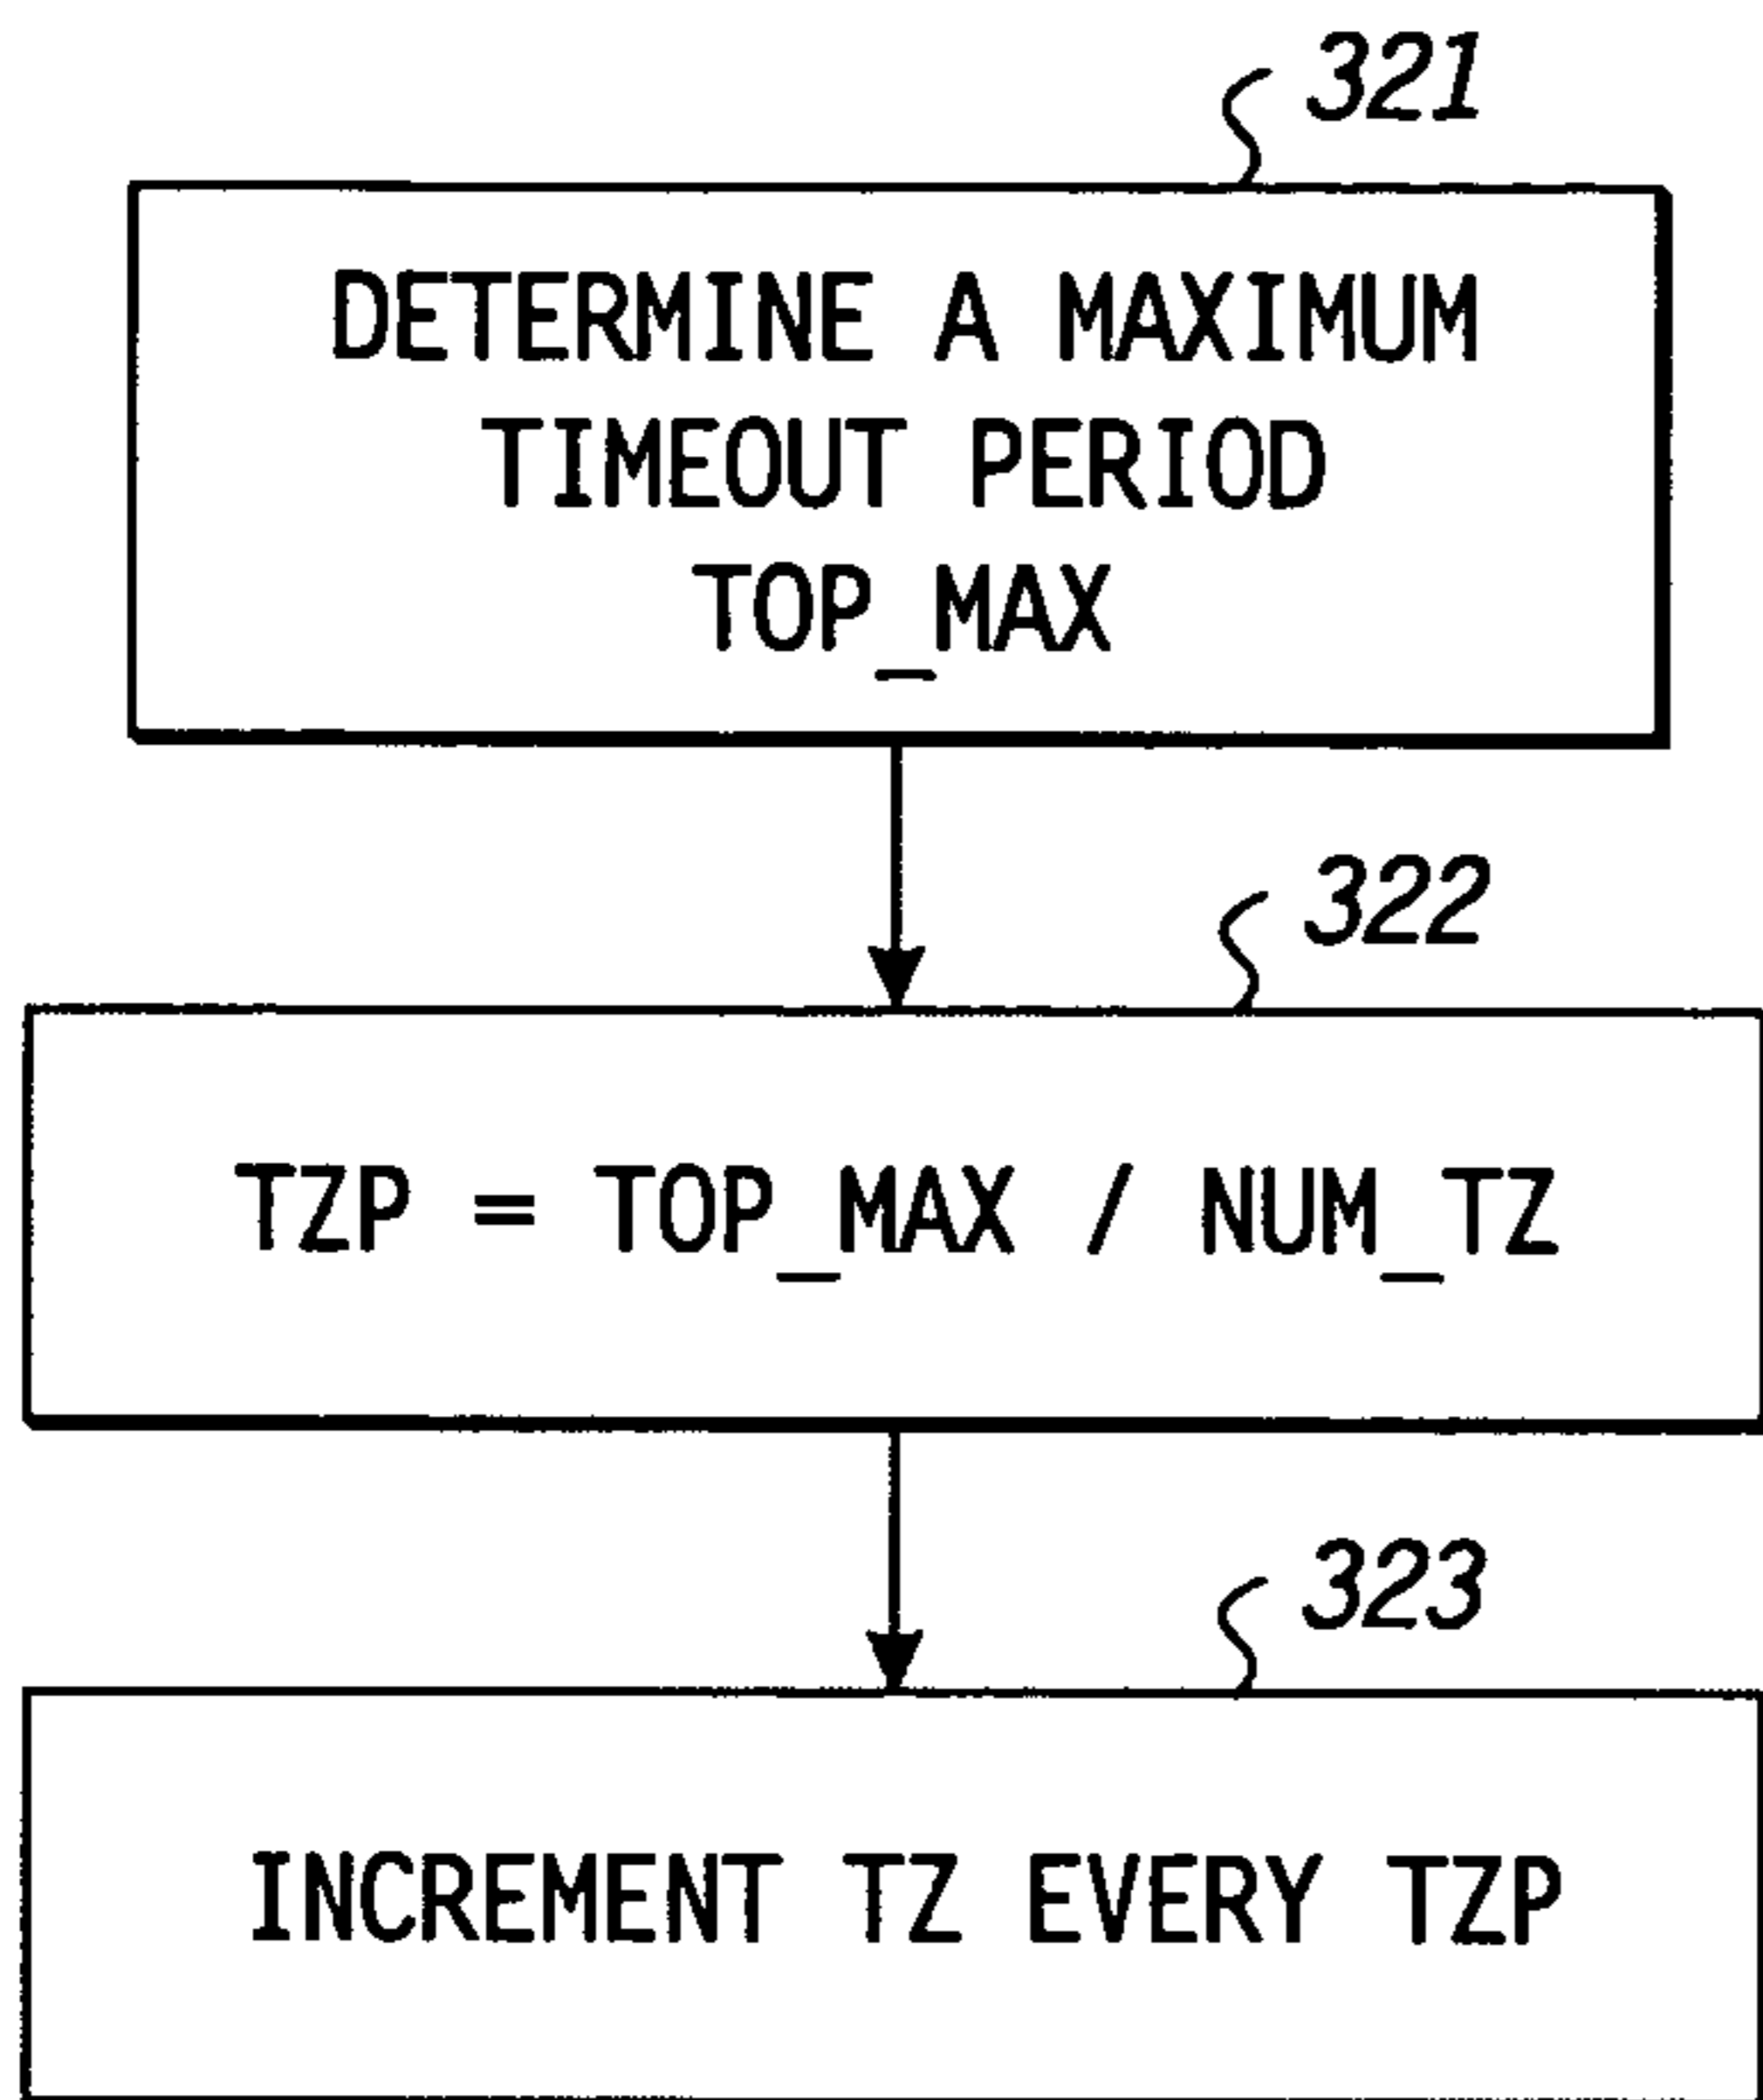 321
DETERMINE A MAXIMUM
TIMEOUT PERIOD
TOP_MAX
322
TZP = TOP_MAX / NUM_TZ
323
INCREMENT TZ EVERY TZP